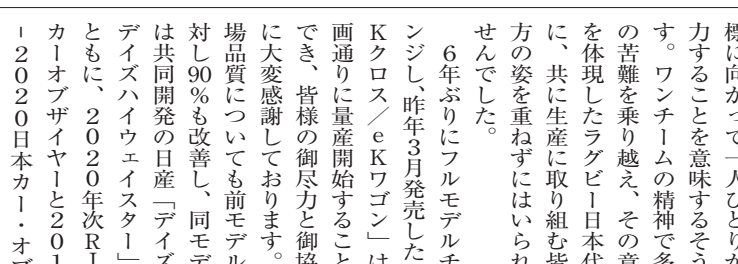 標に向かって一人ひとりが
力することを意味するそう
す。ワンチームの精神で多
の苦難を乗り越え、その意
を体現したラグビー日本代
に、共に生産に取り組む皆
方の姿を重ねずにはいられ
せんでした。
6年ぶりにフルモデルチ
ンジし、昨年3月発売した
Kクロス/eKワゴン」は
画通りに量産開始すること
でき、皆様の御尽力と御協
に大変感謝しております。
場品質についても前モデル
対し90%も改善し、同モデ
は共同開発の日産「デイズ
デイズハイウェイスター」
ともに、2020年次RJ
カーオブザイヤーと201
-2020日本カー・オブ